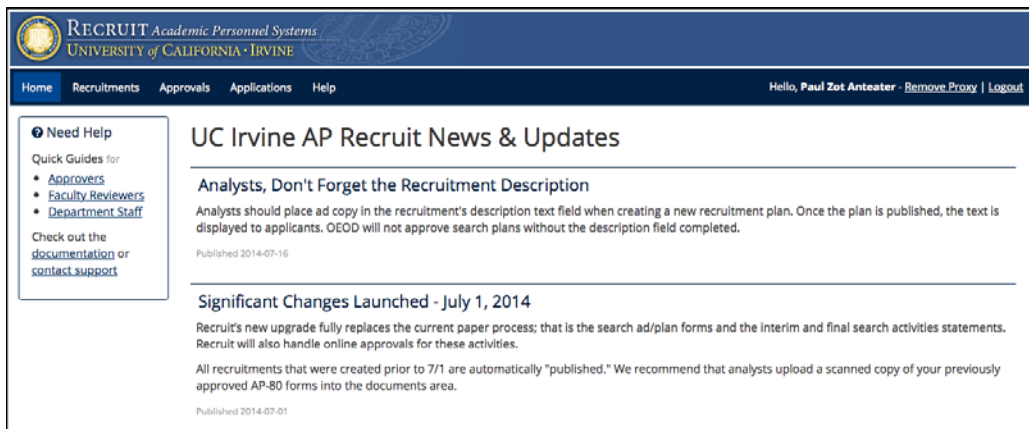 RECRUIT Academic Personnel Systems
UNIVERSITY of CALIFORNIA · IRVINE
Home Recruitments Approvals Applications Help Hello, Paul Zot Anteater - Remove Proxy | Logout
Need Help
Quick Guides for
• Approvers
• Faculty Reviewers
• Department Staff
Check out the
documentation or
contact support
UC Irvine AP Recruit News & Updates
Analysts, Don't Forget the Recruitment Description
Analysts should place ad copy in the recruitment's description text field when creating a new recruitment plan. Once the plan is published, the text is
displayed to applicants. OEOD will not approve search plans without the description field completed.
Published 2014-07-16
Significant Changes Launched - July 1, 2014
Recruit's new upgrade fully replaces the current paper process; that is the search ad/plan forms and the interim and final search activities statements.
Recruit will also handle online approvals for these activities.
All recruitments that were created prior to 7/1 are automatically "published." We recommend that analysts upload a scanned copy of your previously
approved AP-80 forms into the documents area.
Published 2014-07-01